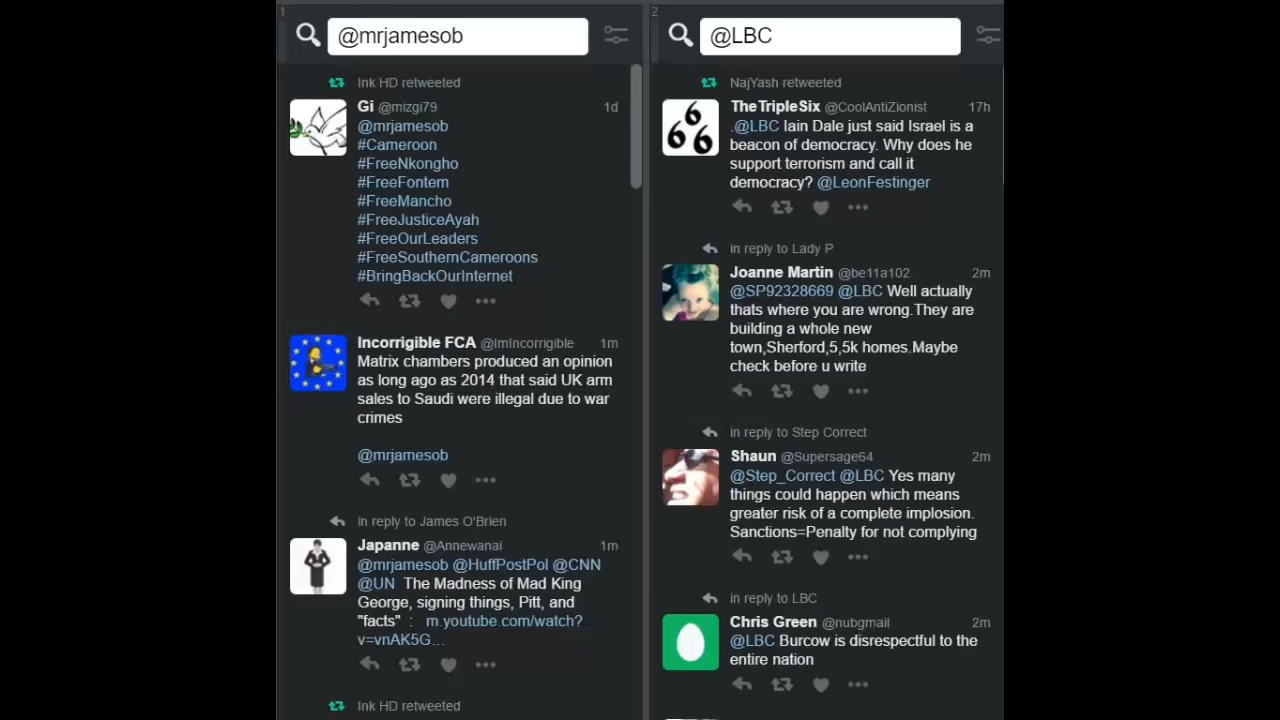 1
@mrjamesob
Ink HD retweeted
Gi @mizgi79 1d
@mrjamesob
#Cameroon
#FreeNkongho
#FreeFontem
#FreeMancho
#FreeJusticeAyah
#FreeOurLeaders
#FreeSouthernCameroons
#BringBackOurInternet
Incorrigible FCA @ImIncorrigible 1m
Matrix chambers produced an opinion
as long ago as 2014 that said UK arm
sales to Saudi were illegal due to war
crimes
@mrjamesob
in reply to James O'Brien
Japanne @Annewanai 1m
@mrjamesob @HuffPostPol @CNN
@UN The Madness of Mad King
George, signing things, Pitt, and
"facts" : m.youtube.com/watch?
v=vnAK5G...
Ink HD retweeted
2
@LBC
NajYash retweeted
TheTripleSix @CoolAntiZionist 17h
666
.@LBC Iain Dale just said Israel is a
beacon of democracy. Why does he
support terrorism and call it
democracy? @LeonFestinger
in reply to Lady P
Joanne Martin @be11a102 2m
@SP92328669 @LBC Well actually
thats where you are wrong.They are
building a whole new
town,Sherford,5,5k homes.Maybe
check before u write
in reply to Step Correct
Shaun @Supersage64 2m
@Step_Correct @LBC Yes many
things could happen which means
greater risk of a complete implosion.
Sanctions=Penalty for not complying
in reply to LBC
Chris Green @nubgmail 2m
@LBC Burcow is disrespectful to the
entire nation